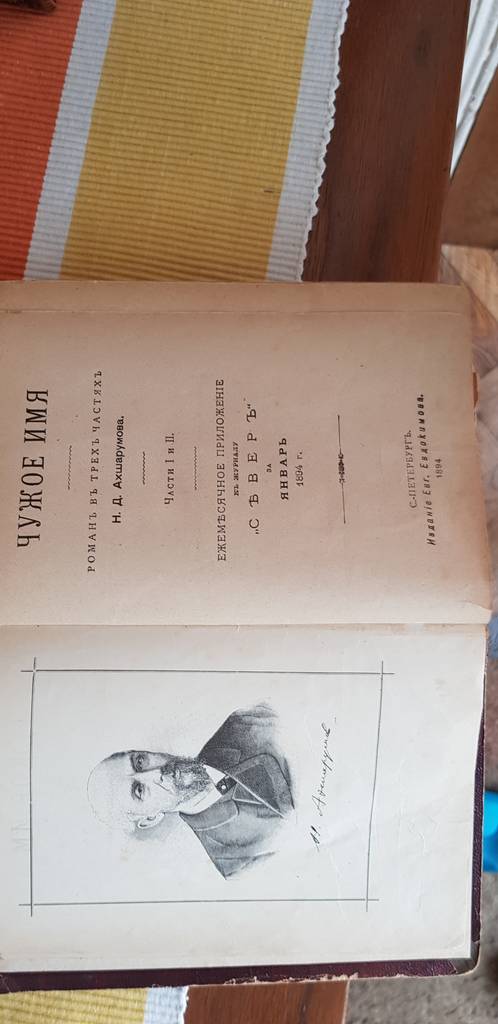 Н. Ахшарумов
ЧУЖОЕ ИМЯ
РОМАНЪ ВЪ ТРЕХЪ ЧАСТЯХЪ
Н. Д. Ахшарумова.
Части I и II.
ЕЖЕМѢСЯЧНОЕ ПРИЛОЖЕНІЕ
КЪ ЖУРНАЛУ
„СѢВЕРЪ“
ЗА
ЯНВАРЬ
1894 г.
С.-ПЕТЕРБУРГЪ.
Изданіе Евг. Евдокимова.
1894